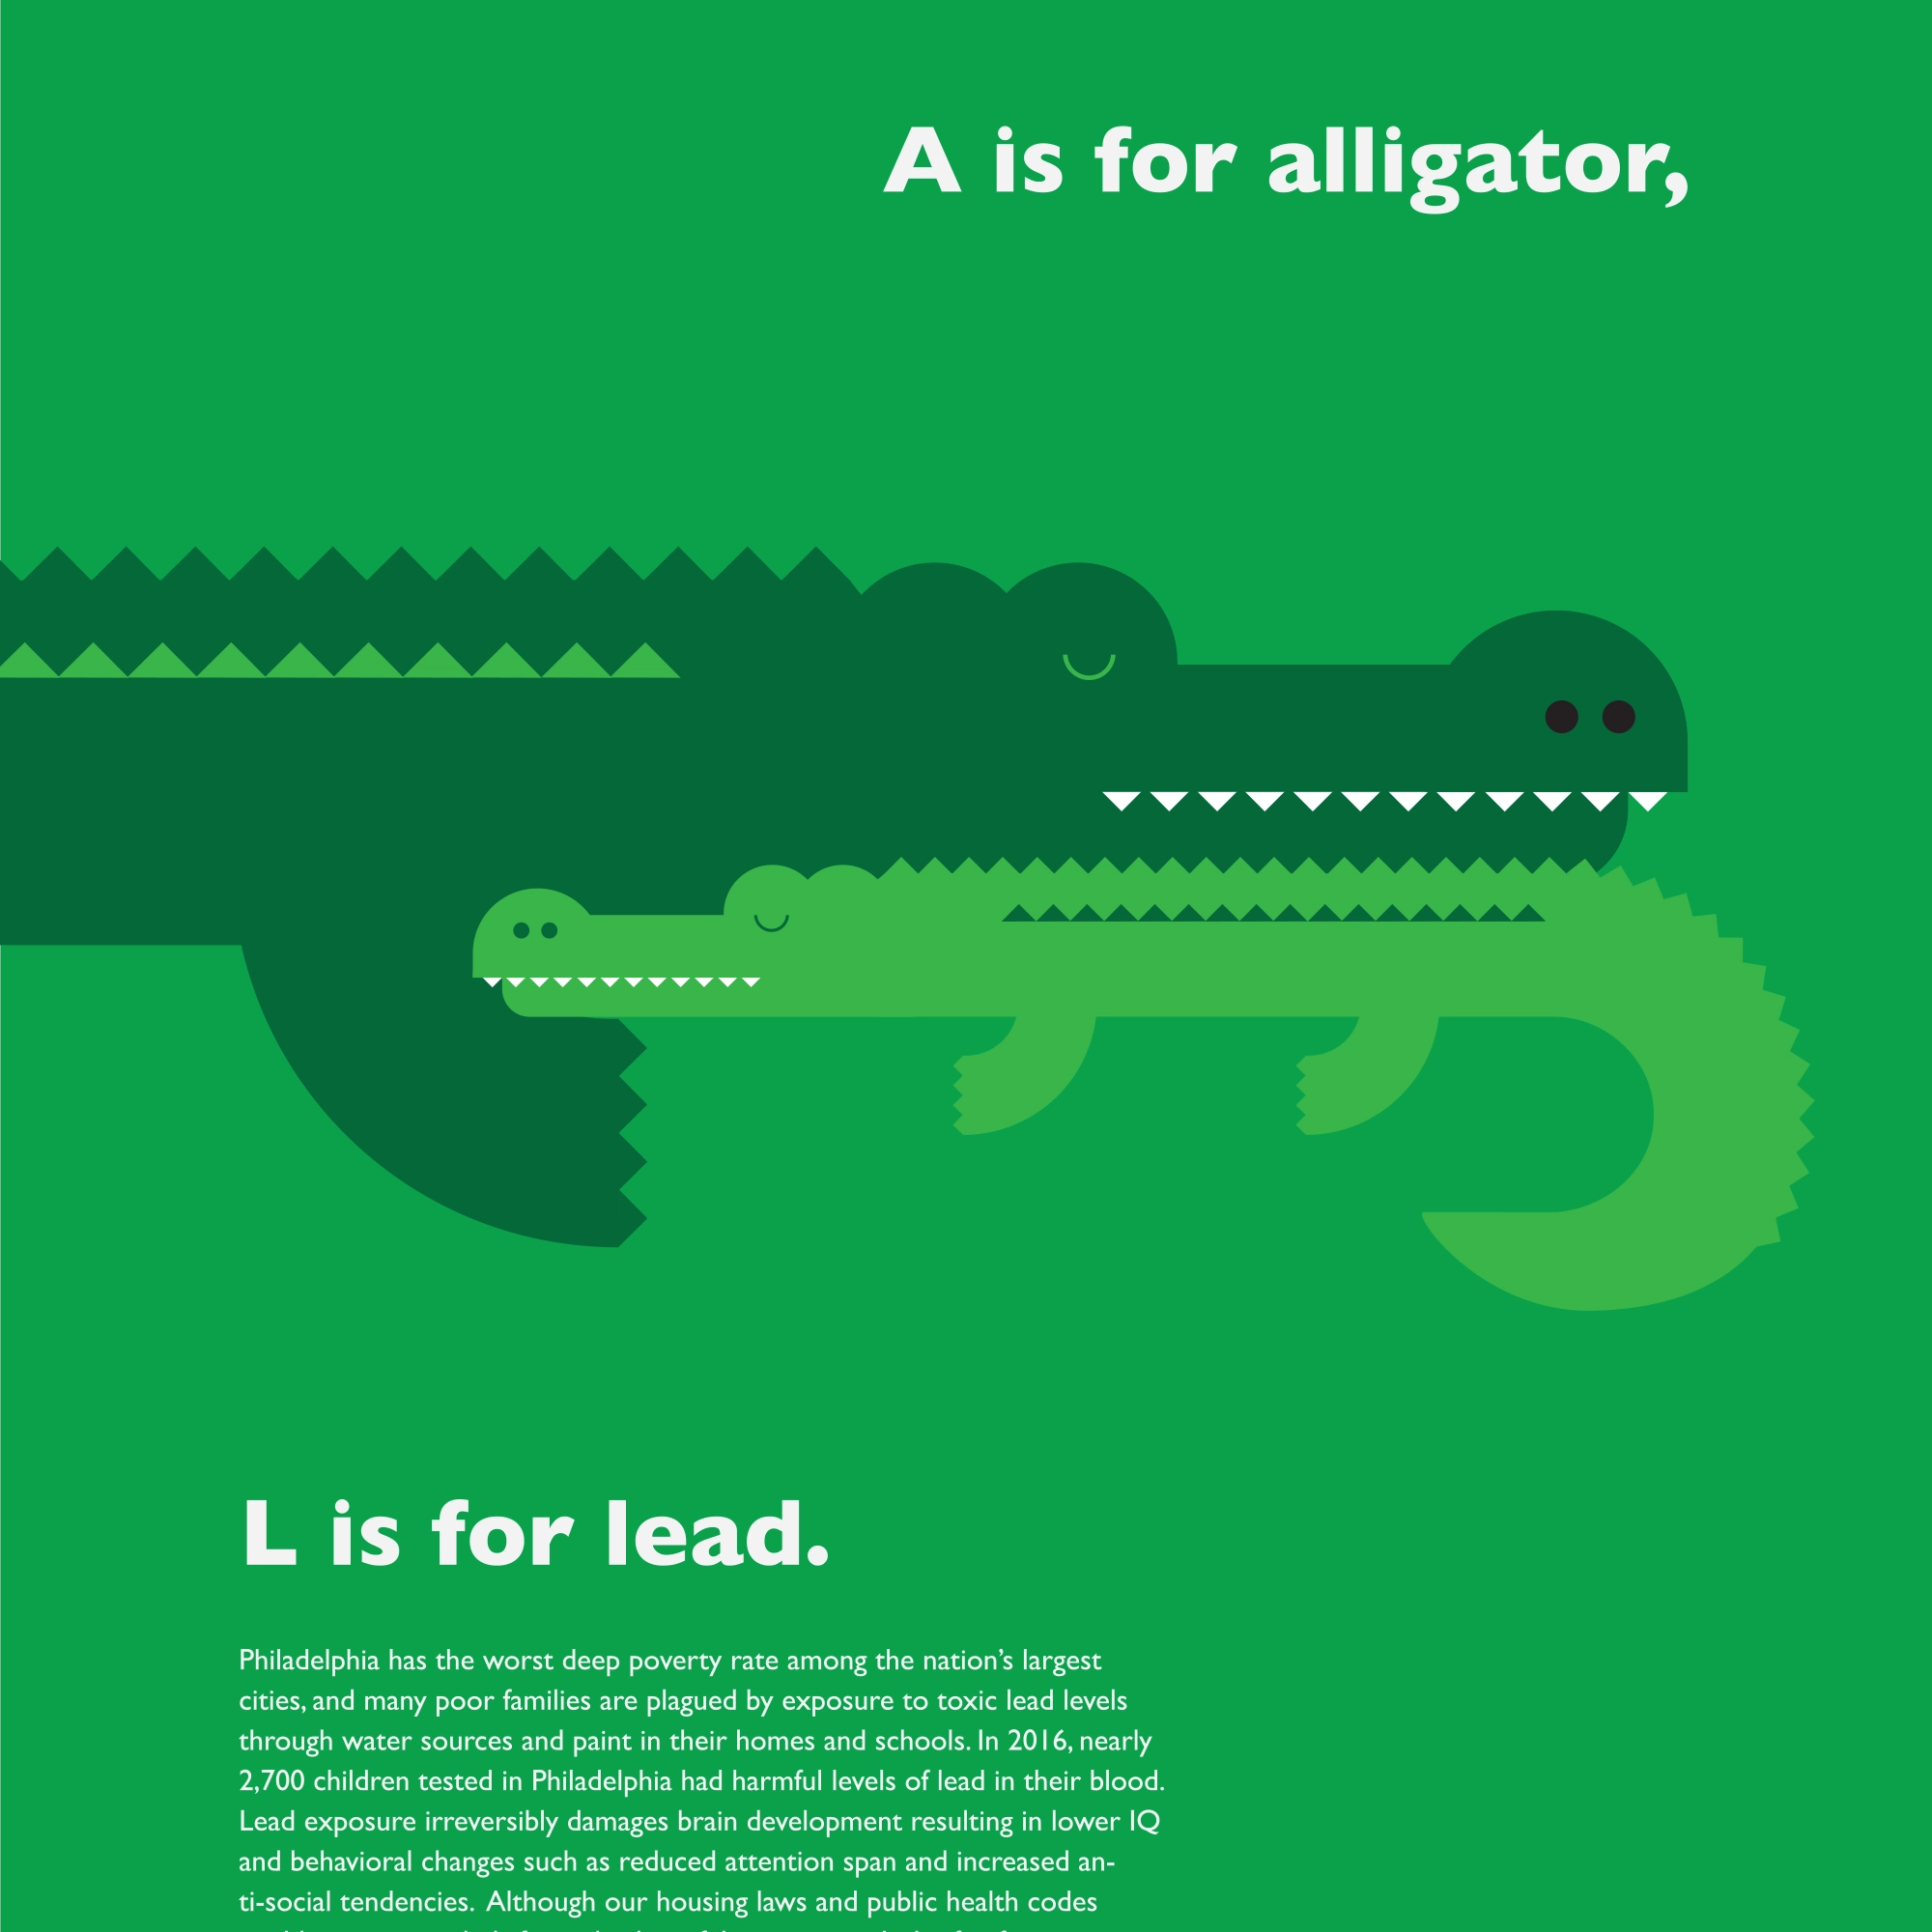 A is for alligator,
L is for lead.
Philadelphia has the worst deep poverty rate among the nation’s largest
cities, and many poor families are plagued by exposure to toxic lead levels
through water sources and paint in their homes and schools. In 2016, nearly
2,700 children tested in Philadelphia had harmful levels of lead in their blood.
Lead exposure irreversibly damages brain development resulting in lower IQ
and behavioral changes such as reduced attention span and increased an-
ti-social tendencies.  Although our housing laws and public health codes